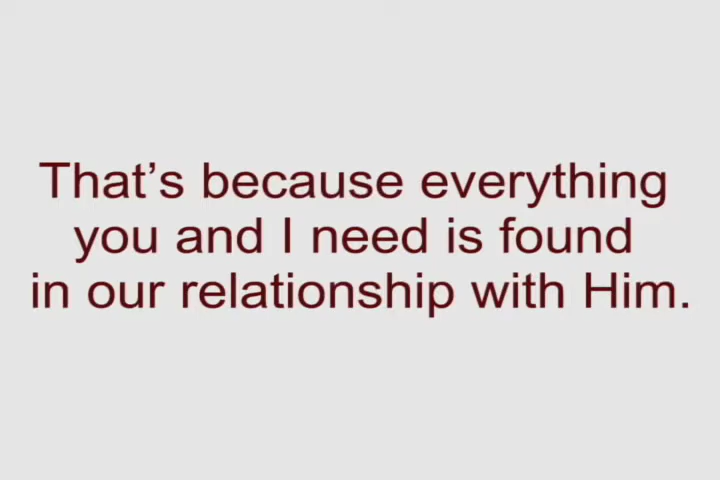 That’s because everything
you and I need is found
in our relationship with Him.